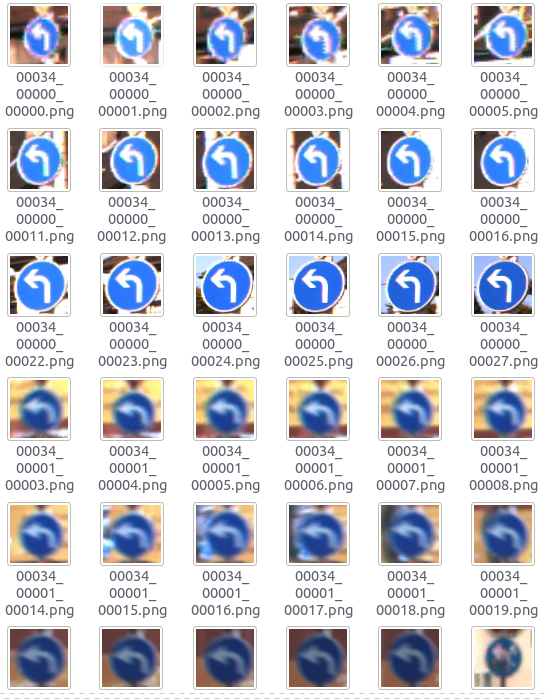 00034_ 00034_ 00034_ 00034_ 00034_ 00034_
00000_ 00000_ 00000_ 00000_ 00000_ 00000_
00000.png 00001.png 00002.png 00003.png 00004.png 00005.png
00034_ 00034_ 00034_ 00034_ 00034_ 00034_
00000_ 00000_ 00000_ 00000_ 00000_ 00000_
00011.png 00012.png 00013.png 00014.png 00015.png 00016.png
00034_ 00034_ 00034_ 00034_ 00034_ 00034_
00000_ 00000_ 00000_ 00000_ 00000_ 00000_
00022.png 00023.png 00024.png 00025.png 00026.png 00027.png
00034_ 00034_ 00034_ 00034_ 00034_ 00034_
00001_ 00001_ 00001_ 00001_ 00001_ 00001_
00003.png 00004.png 00005.png 00006.png 00007.png 00008.png
00034_ 00034_ 00034_ 00034_ 00034_ 00034_
00001_ 00001_ 00001_ 00001_ 00001_ 00001_
00014.png 00015.png 00016.png 00017.png 00018.png 00019.png